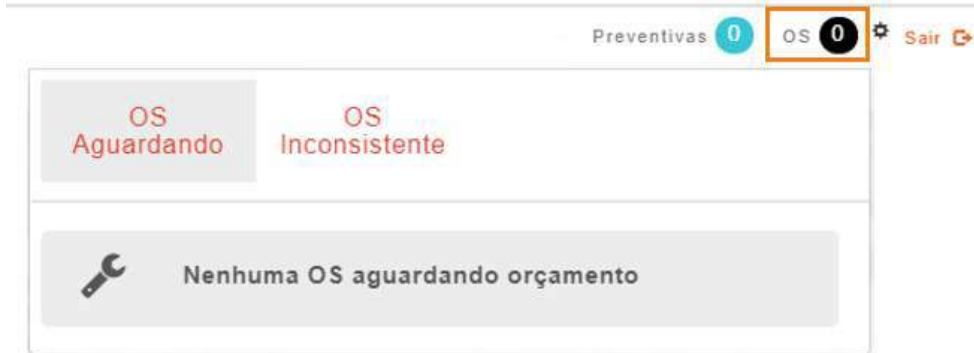 Preventivas 0 OS 0 Sair
OS
Aguardando
OS
Inconsistente
Nenhuma OS aguardando orçamento